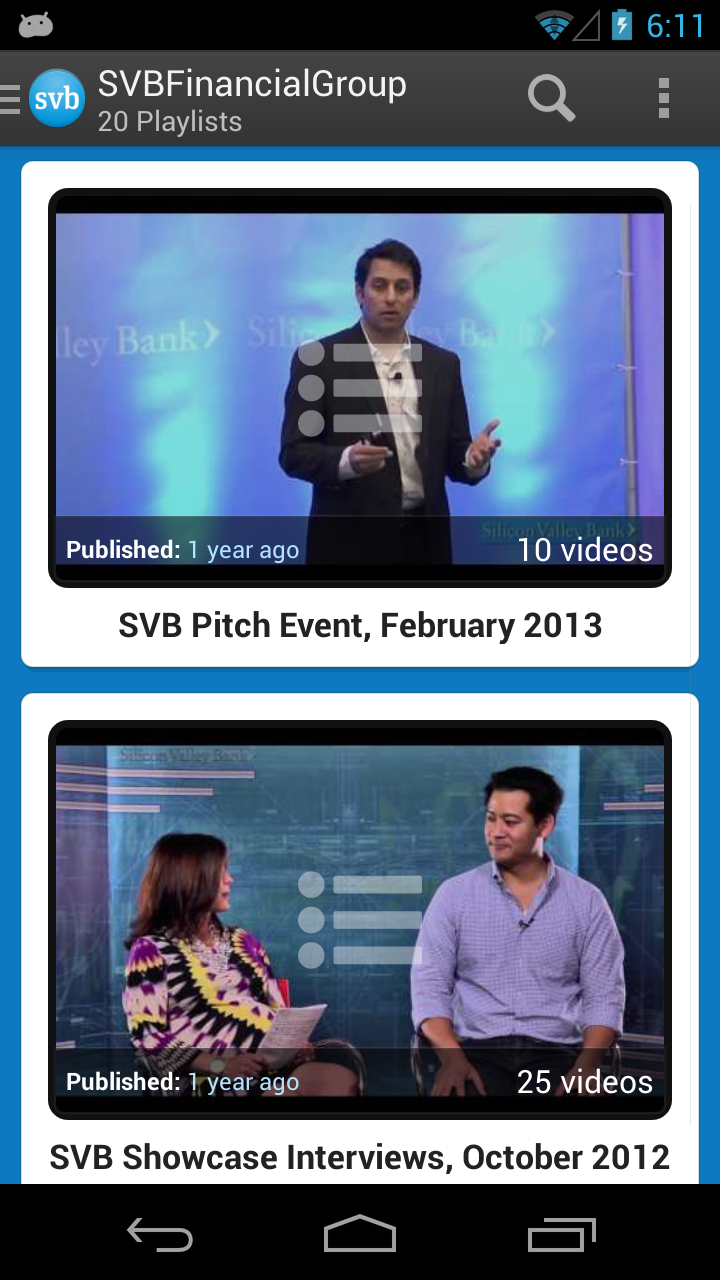 6:11
svb
SVBFinancialGroup
20 Playlists
lley Bank
Silicon Valley Bank
Silicon Valley Bank
Published: 1 year ago
10 videos
SVB Pitch Event, February 2013
Silicon Valley Bank
Published: 1 year ago
25 videos
SVB Showcase Interviews, October 2012